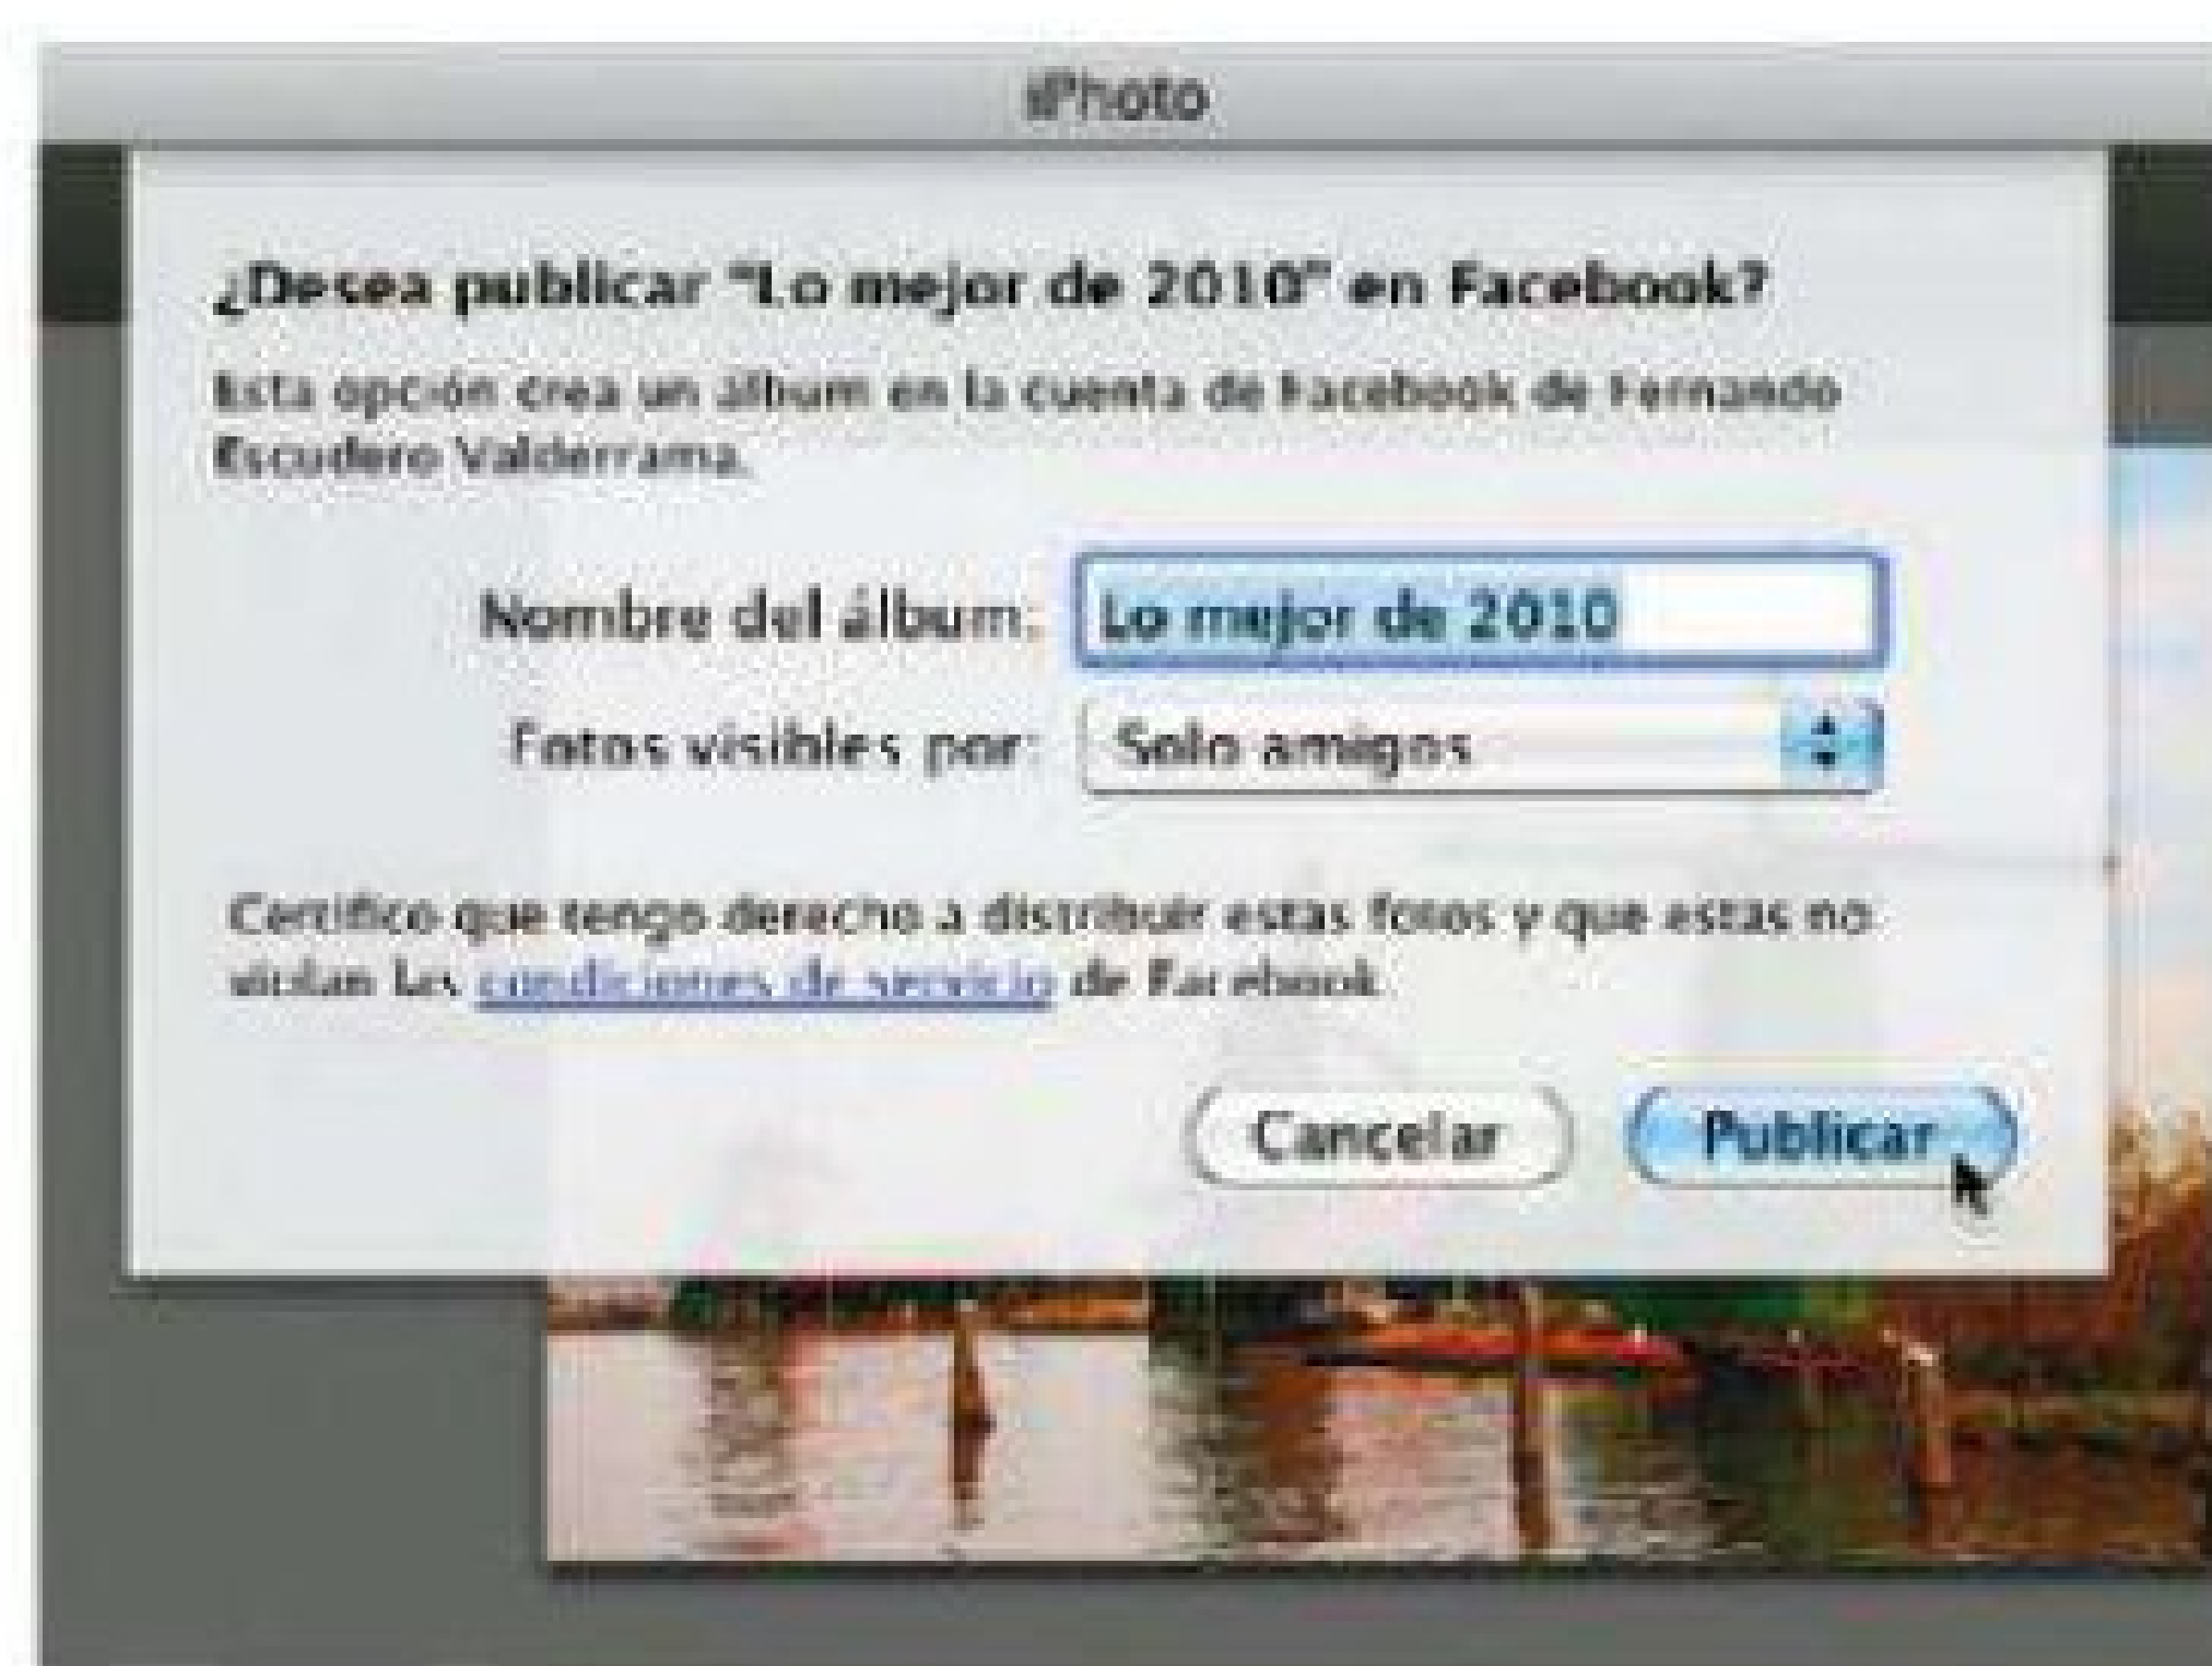 iPhoto
¿Desea publicar "Lo mejor de 2010" en Facebook?
Esta opción crea un álbum en la cuenta de Facebook de Fernando
Escudero Valderrama.
Nombre del álbum: Lo mejor de 2010
Fotos visibles por: Solo amigos
Certifico que tengo derecho a distribuir estas fotos y que estas no
violan las condiciones de servicio de Facebook.
Cancelar Publicar